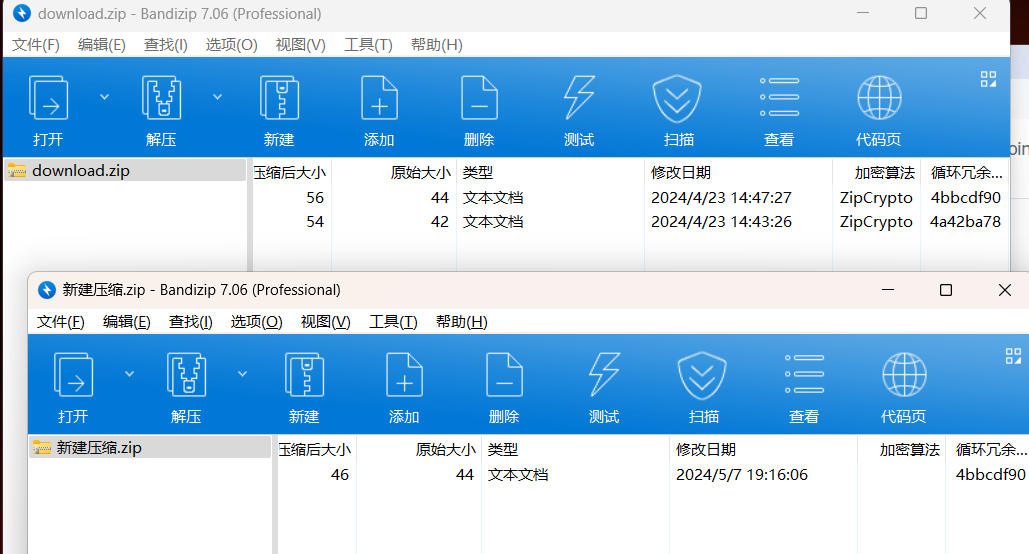 download.zip - Bandizip 7.06 (Professional)
文件(F) 编辑(E) 查找(I) 选项(O) 视图(V) 工具(T) 帮助(H)
打开 解压 新建 添加 删除 测试 扫描 查看 代码页
download.zip
压缩后大小 原始大小 类型 修改日期 加密算法 循环冗余...
56 44 文本文档 2024/4/23 14:47:27 ZipCrypto 4bbcdf90
54 42 文本文档 2024/4/23 14:43:26 ZipCrypto 4a42ba78
新建压缩.zip - Bandizip 7.06 (Professional)
文件(F) 编辑(E) 查找(I) 选项(O) 视图(V) 工具(T) 帮助(H)
打开 解压 新建 添加 删除 测试 扫描 查看 代码页
新建压缩.zip
压缩后大小 原始大小 类型 修改日期 加密算法 循环冗余...
46 44 文本文档 2024/5/7 19:16:06 4bbcdf90